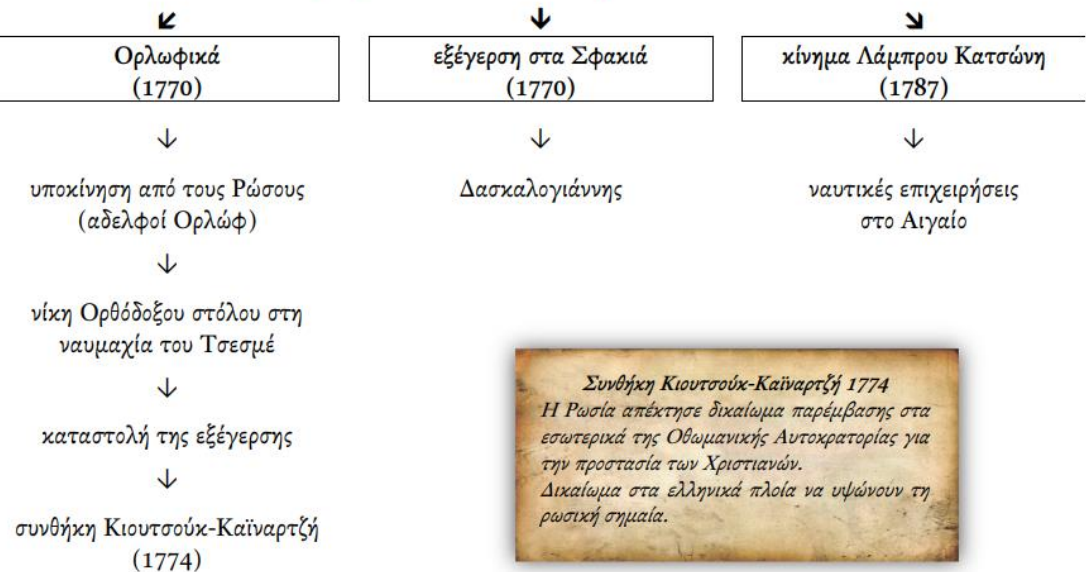 Ορλωφικά
(1770)
υποκίνηση από τους Ρώσους
(αδελφοί Ορλώφ)
νίκη Ορθόδοξου στόλου στη
ναυμαχία του Τσεσμέ
καταστολή της εξέγερσης
συνθήκη Κιουτσούκ-Καϊναρτζή
(1774)
εξέγερση στα Σφακιά
(1770)
Δασκαλογιάννης
κίνημα Λάμπρου Κατσώνη
(1787)
ναυτικές επιχειρήσεις
στο Αιγαίο
Συνθήκη Κιουτσούκ-Καϊναρτζή 1774
Η Ρωσία απέκτησε δικαίωμα παρέμβασης στα
εσωτερικά της Οθωμανικής Αυτοκρατορίας για
την προστασία των Χριστιανών.
Δικαίωμα στα ελληνικά πλοία να υψώνουν τη
ρωσική σημαία.